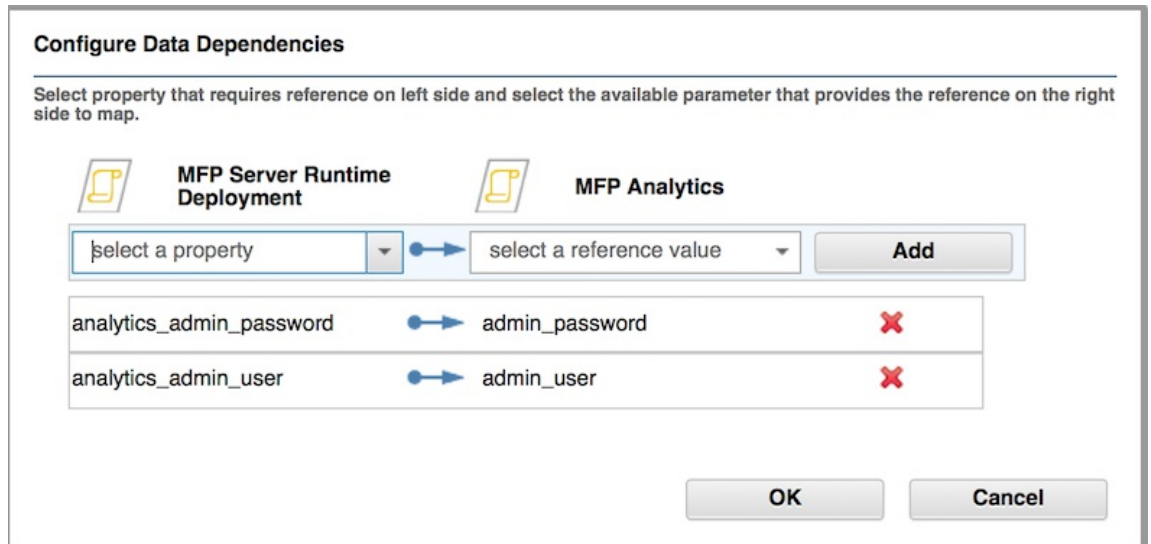 Configure Data Dependencies
Select property that requires reference on left side and select the available parameter that provides the reference on the right
side to map.
MFP Server Runtime
Deployment
MFP Analytics
select a property
select a reference value
Add
analytics_admin_password
admin_password
analytics_admin_user
admin_user
OK
Cancel